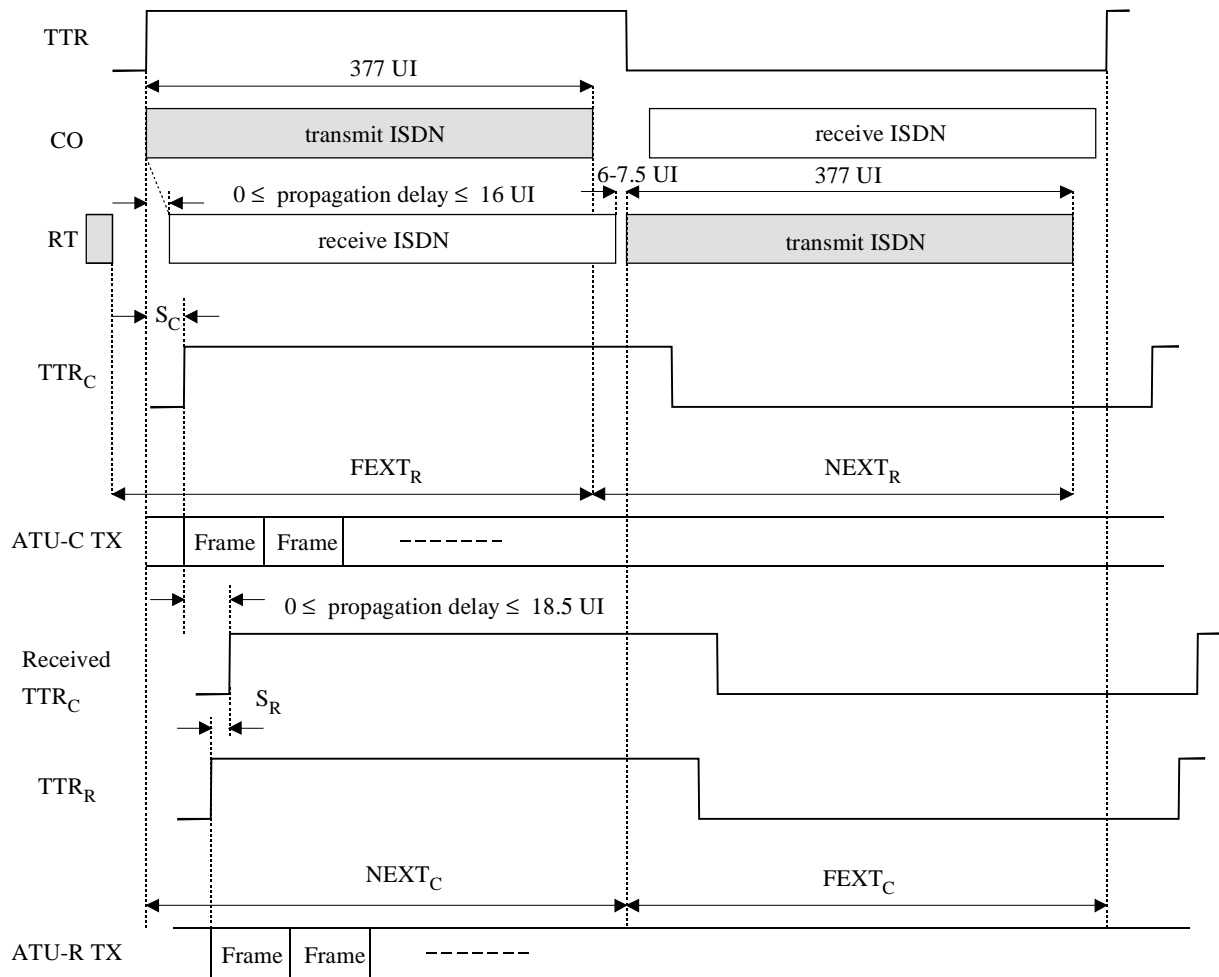 TTR
377 UI
CO
transmit ISDN
receive ISDN
6-7.5 UI
377 UI
0 ≤ propagation delay ≤ 16 UI
RT
receive ISDN
transmit ISDN
S_C
TTR_C
FEXT_R
NEXT_R
ATU-C TX
Frame
Frame
0 ≤ propagation delay ≤ 18.5 UI
Received
TTR_C
S_R
TTR_R
NEXT_C
FEXT_C
ATU-R TX
Frame
Frame